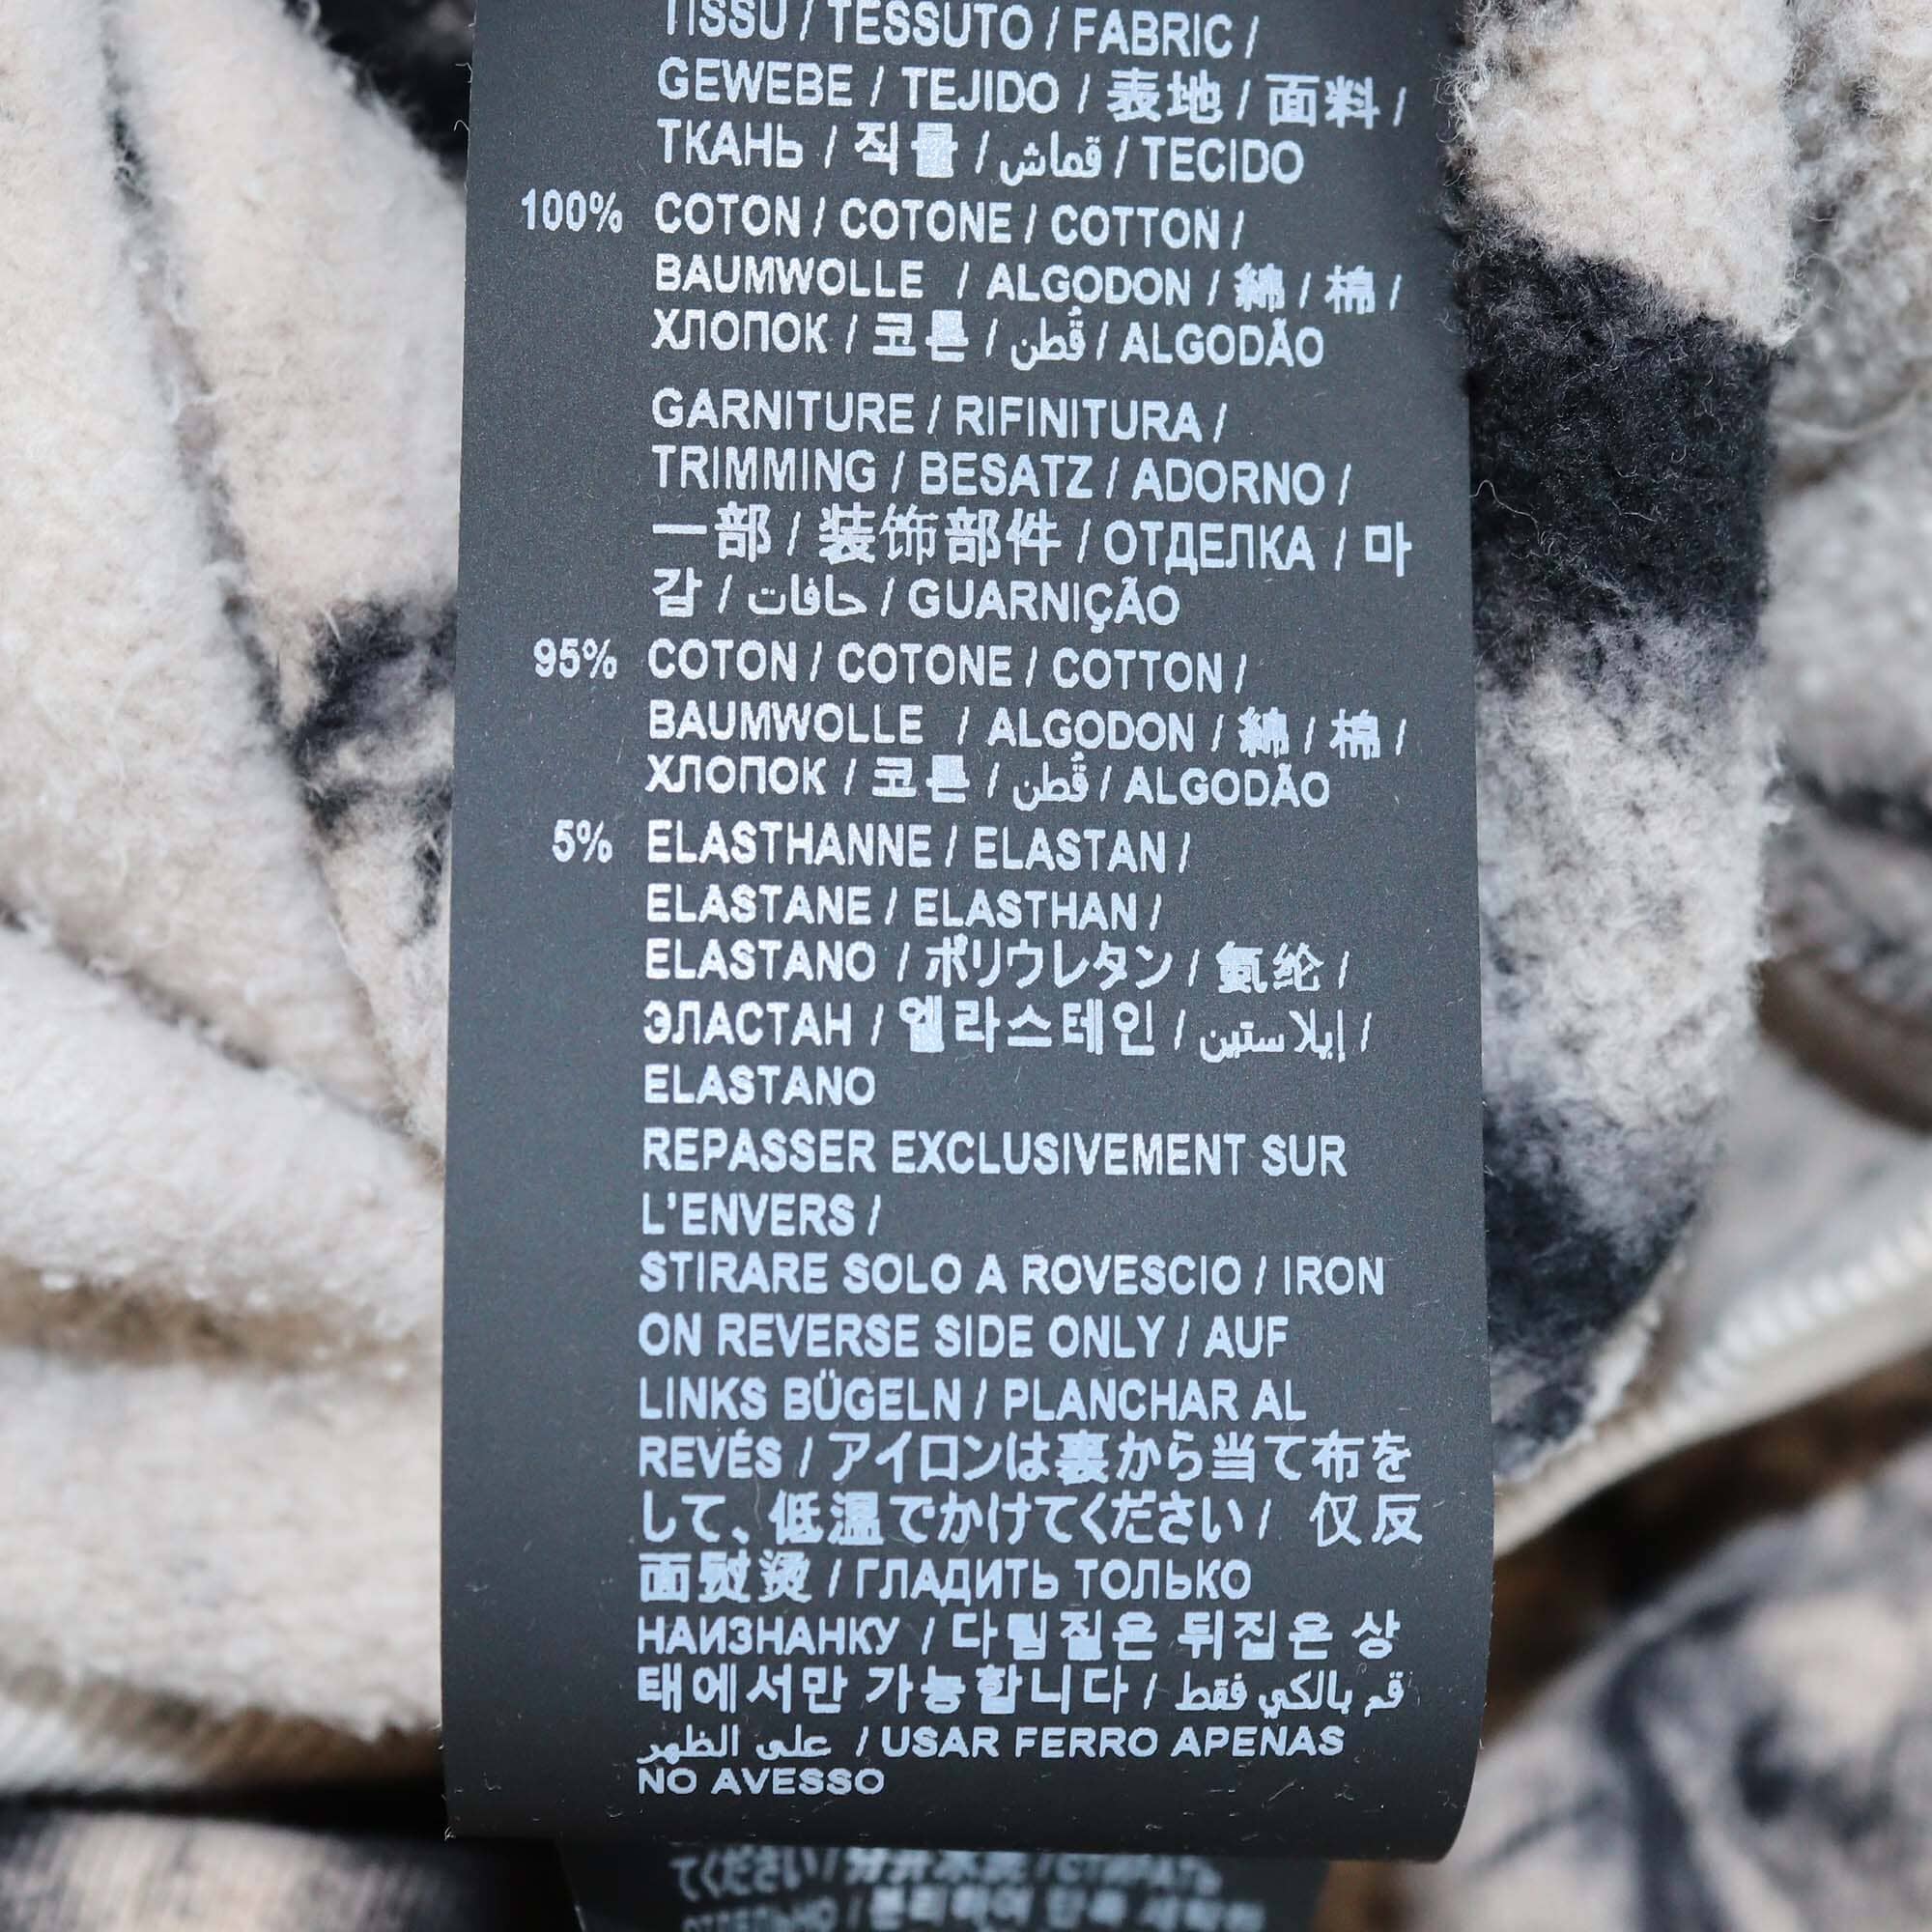 TISSU / TESSUTO / FABRIC /
GEWEBE / TEJIDO / 表地 / 面料 /
ТКАНЬ / 직물 / قماش / TECIDO
100% COTON / COTONE / COTTON /
BAUMWOLLE / ALGODON / 綿 / 棉 /
ХЛОПОК / 코튼 / قُطن / ALGODÃO
GARNITURE / RIFINITURA /
TRIMMING / BESATZ / ADORNO /
一部 / 装饰部件 / ОТДЕЛКА / 마
감 / حافات / GUARNIÇÃO
95% COTON / COTONE / COTTON /
BAUMWOLLE / ALGODON / 綿 / 棉 /
ХЛОПОК / 코튼 / قُطن / ALGODÃO
5% ELASTHANNE / ELASTAN /
ELASTANE / ELASTHAN /
ELASTANO / ポリウレタン / 氨纶 /
ЭЛАСТАН / 엘라스테인 / إيلاستين /
ELASTANO
REPASSER EXCLUSIVEMENT SUR
L'ENVERS /
STIRARE SOLO A ROVESCIO / IRON
ON REVERSE SIDE ONLY / AUF
LINKS BÜGELN / PLANCHAR AL
REVÉS / アイロンは裏から当て布を
して、低温でかけてください / 仅反
面熨烫 / ГЛАДИТЬ ТОЛЬКО
НАИЗНАНКУ / 다림질은 뒤집은 상
태에서만 가능합니다 / قم بالكي فقط
على الظهر / USAR FERRO APENAS
NO AVESSO
てください /